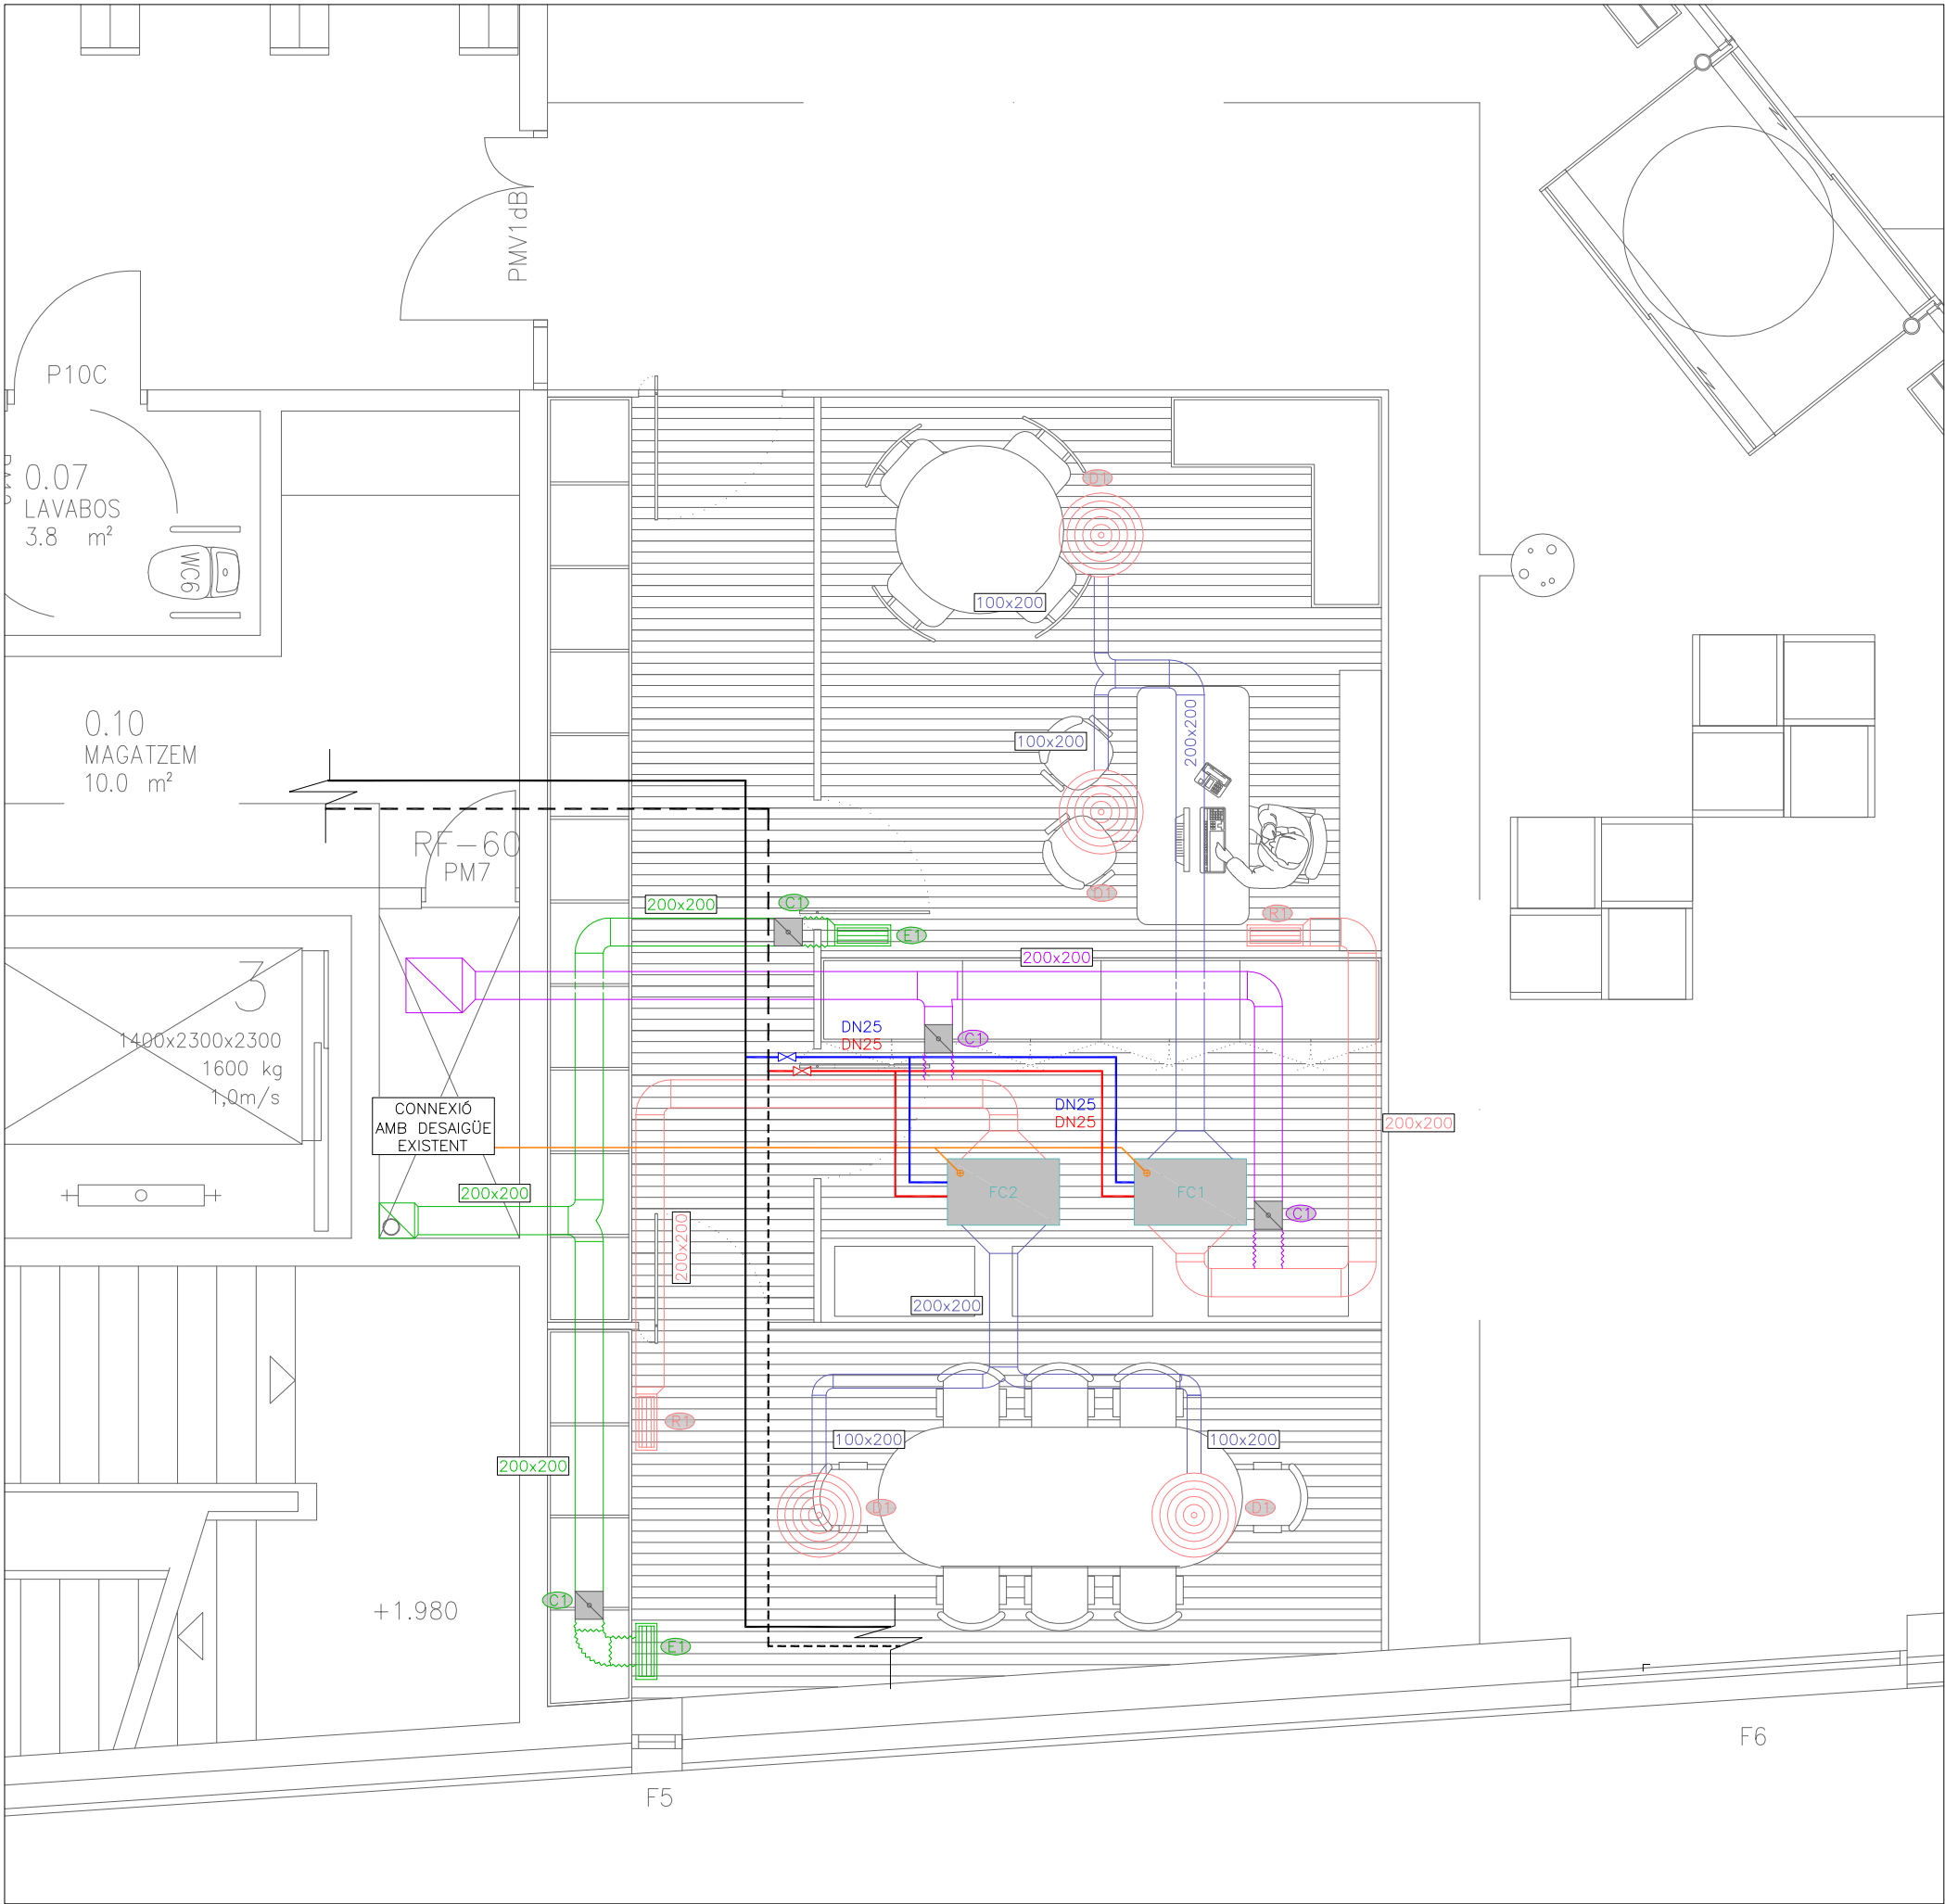 PMV1dB
P10C
0.07
LAVABOS
3.8 m²
WC6
D1
100x200
0.10
MAGATZEM
10.0 m²
200x200
100x200
RF-60
PM7
D1
200x200
C1
E1
R1
200x200
3
1400x2300x2300
1600 kg
1,0m/s
DN25
DN25
C1
CONNEXIÓ
AMB DESAIGÜE
EXISTENT
DN25
DN25
200x200
200x200
FC2
FC1
C1
200x200
200x200
R1
100x200
100x200
200x200
D1
D1
C1
+1.980
E1
F6
F5